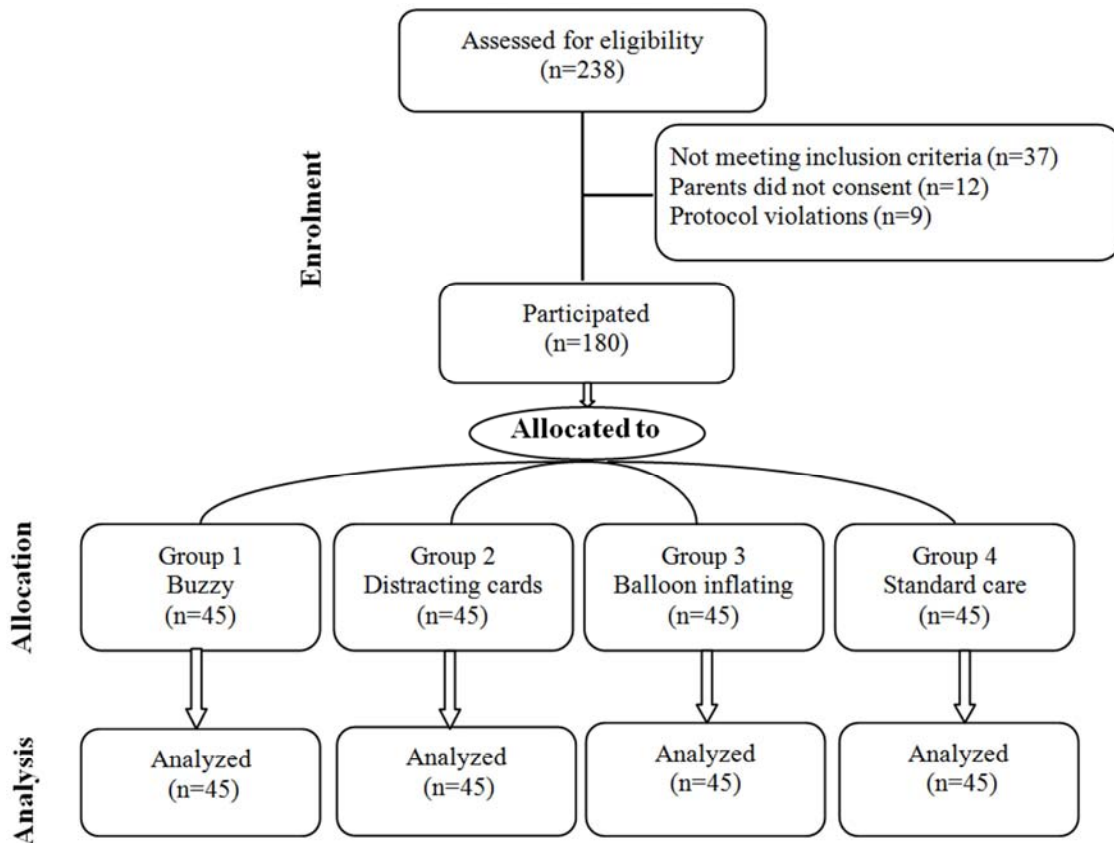 Assessed for eligibility
(n=238)
Enrolment
Not meeting inclusion criteria (n=37)
Parents did not consent (n=12)
Protocol violations (n=9)
Participated
(n=180)
Allocated to
Allocation
Group 1
Buzzy
(n=45)
Group 2
Distracting cards
(n=45)
Group 3
Balloon inflating
(n=45)
Group 4
Standard care
(n=45)
Analysis
Analyzed
(n=45)
Analyzed
(n=45)
Analyzed
(n=45)
Analyzed
(n=45)